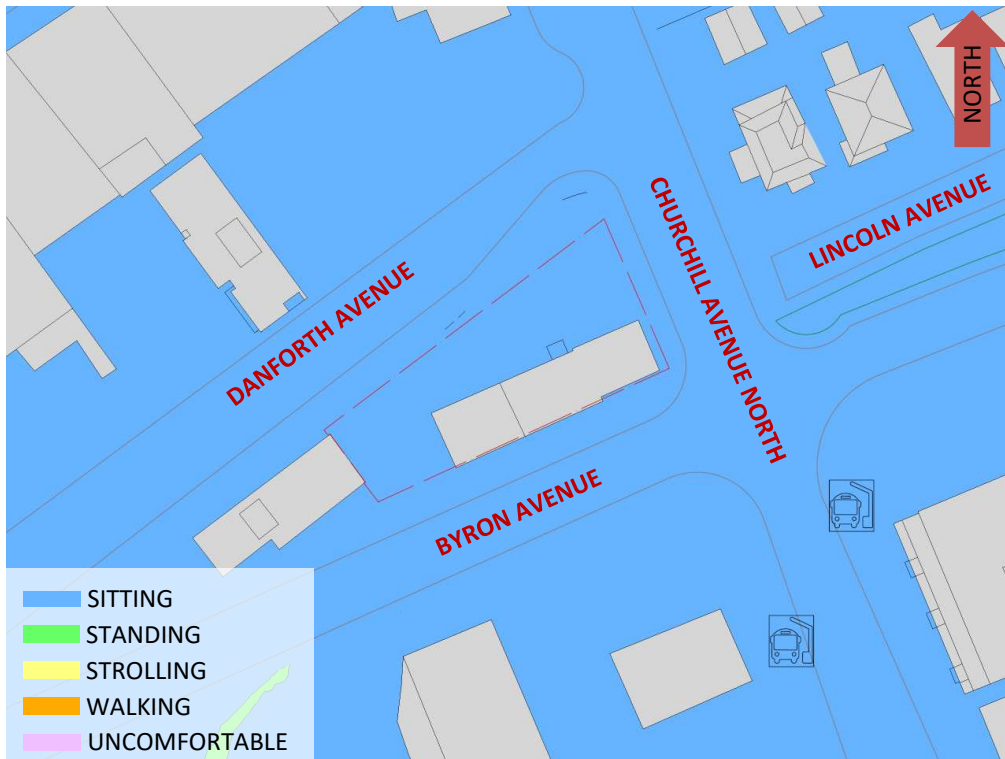 NORTH
CHURCHILL AVENUE NORTH
LINCOLN AVENUE
DANFORTH AVENUE
BYRON AVENUE
SITTING
STANDING
STROLLING
WALKING
UNCOMFORTABLE